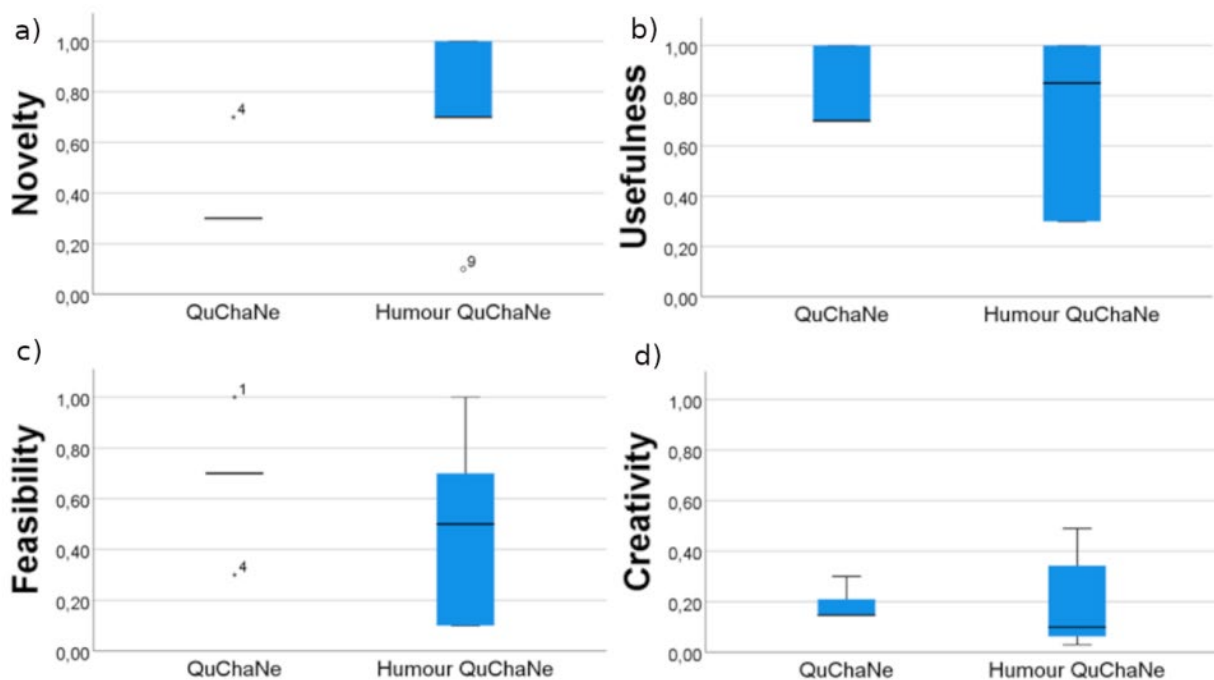 a)
Novelty
1,00
0,80
0,60
0,40
0,20
0,00
4
9
QuChaNe
Humour QuChaNe
b)
Usefulness
1,00
0,80
0,60
0,40
0,20
0,00
QuChaNe
Humour QuChaNe
c)
Feasibility
1,00
0,80
0,60
0,40
0,20
0,00
1
4
QuChaNe
Humour QuChaNe
d)
Creativity
1,00
0,80
0,60
0,40
0,20
0,00
QuChaNe
Humour QuChaNe